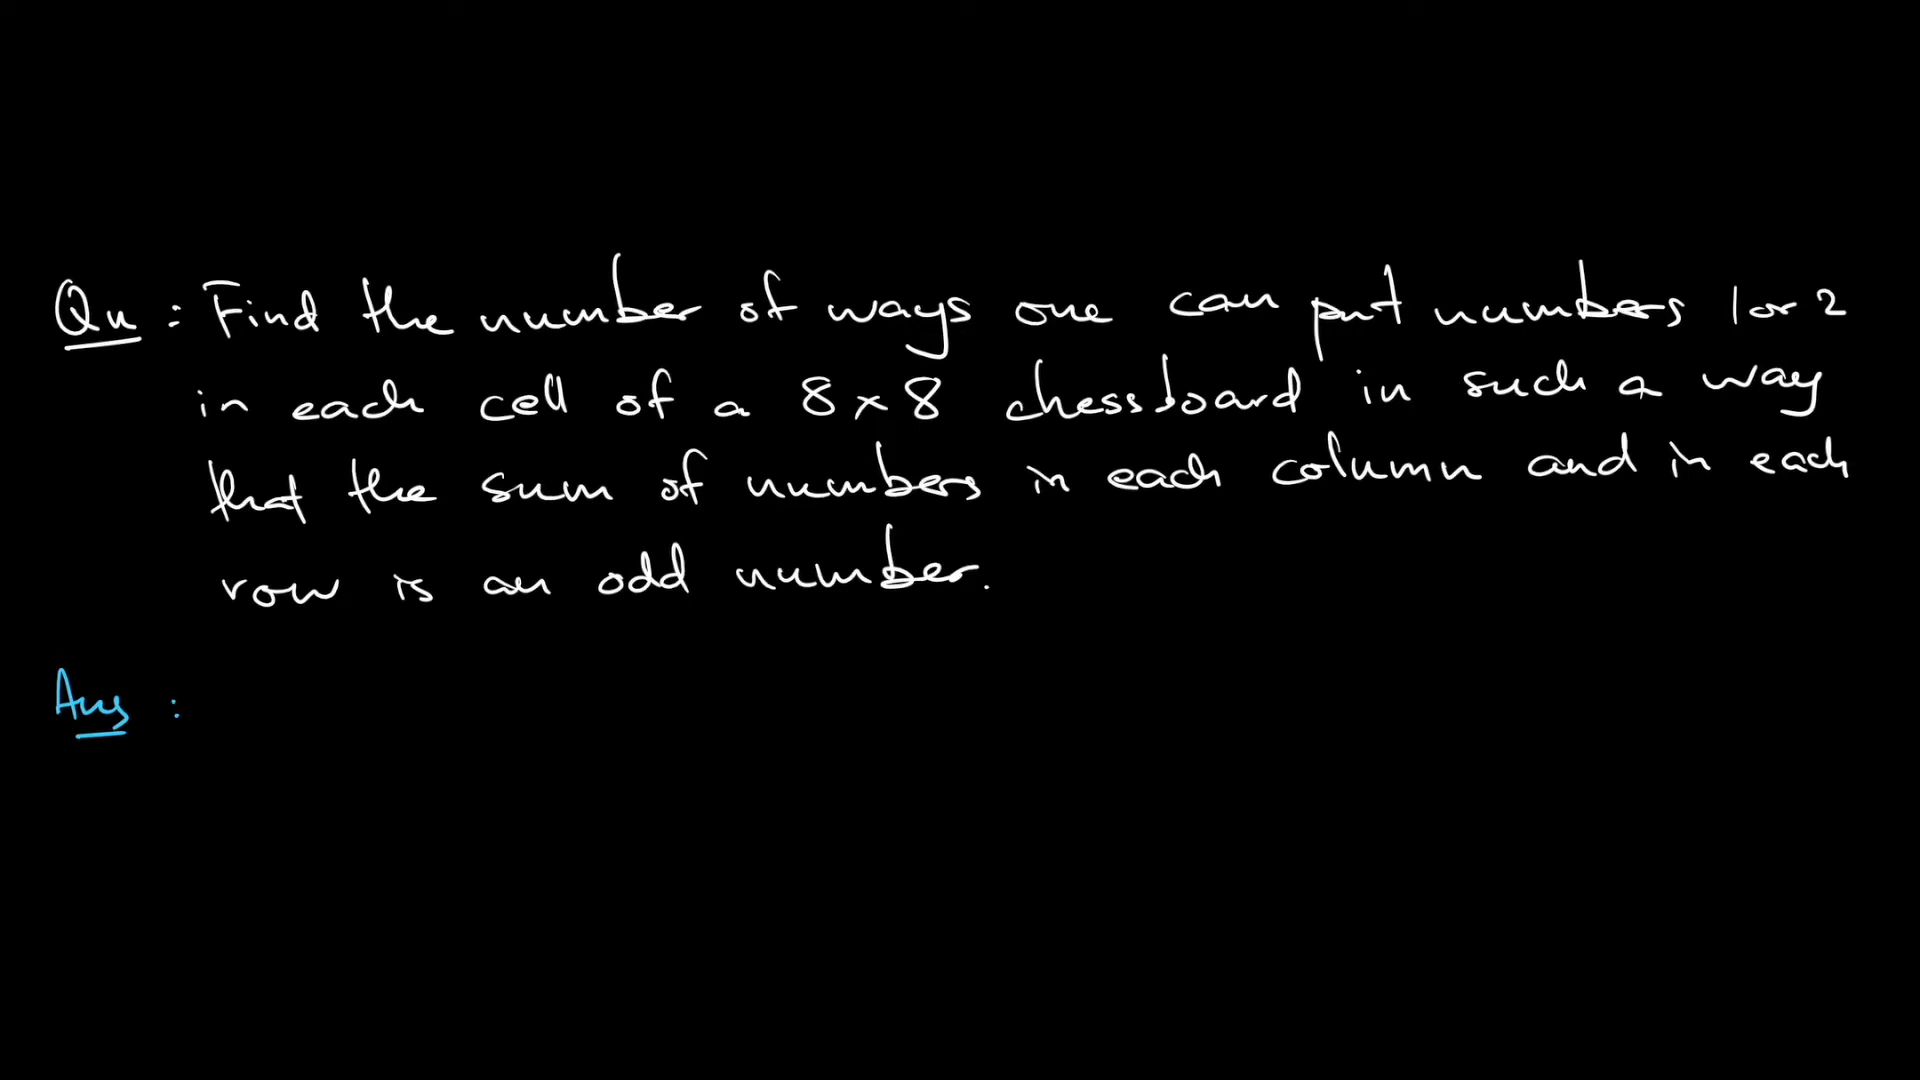 Qu : Find the number of ways one can put numbers 1 or 2
in each cell of a 8 × 8 chessboard in such a way
that the sum of numbers in each column and in each
row is an odd number.
Ans :